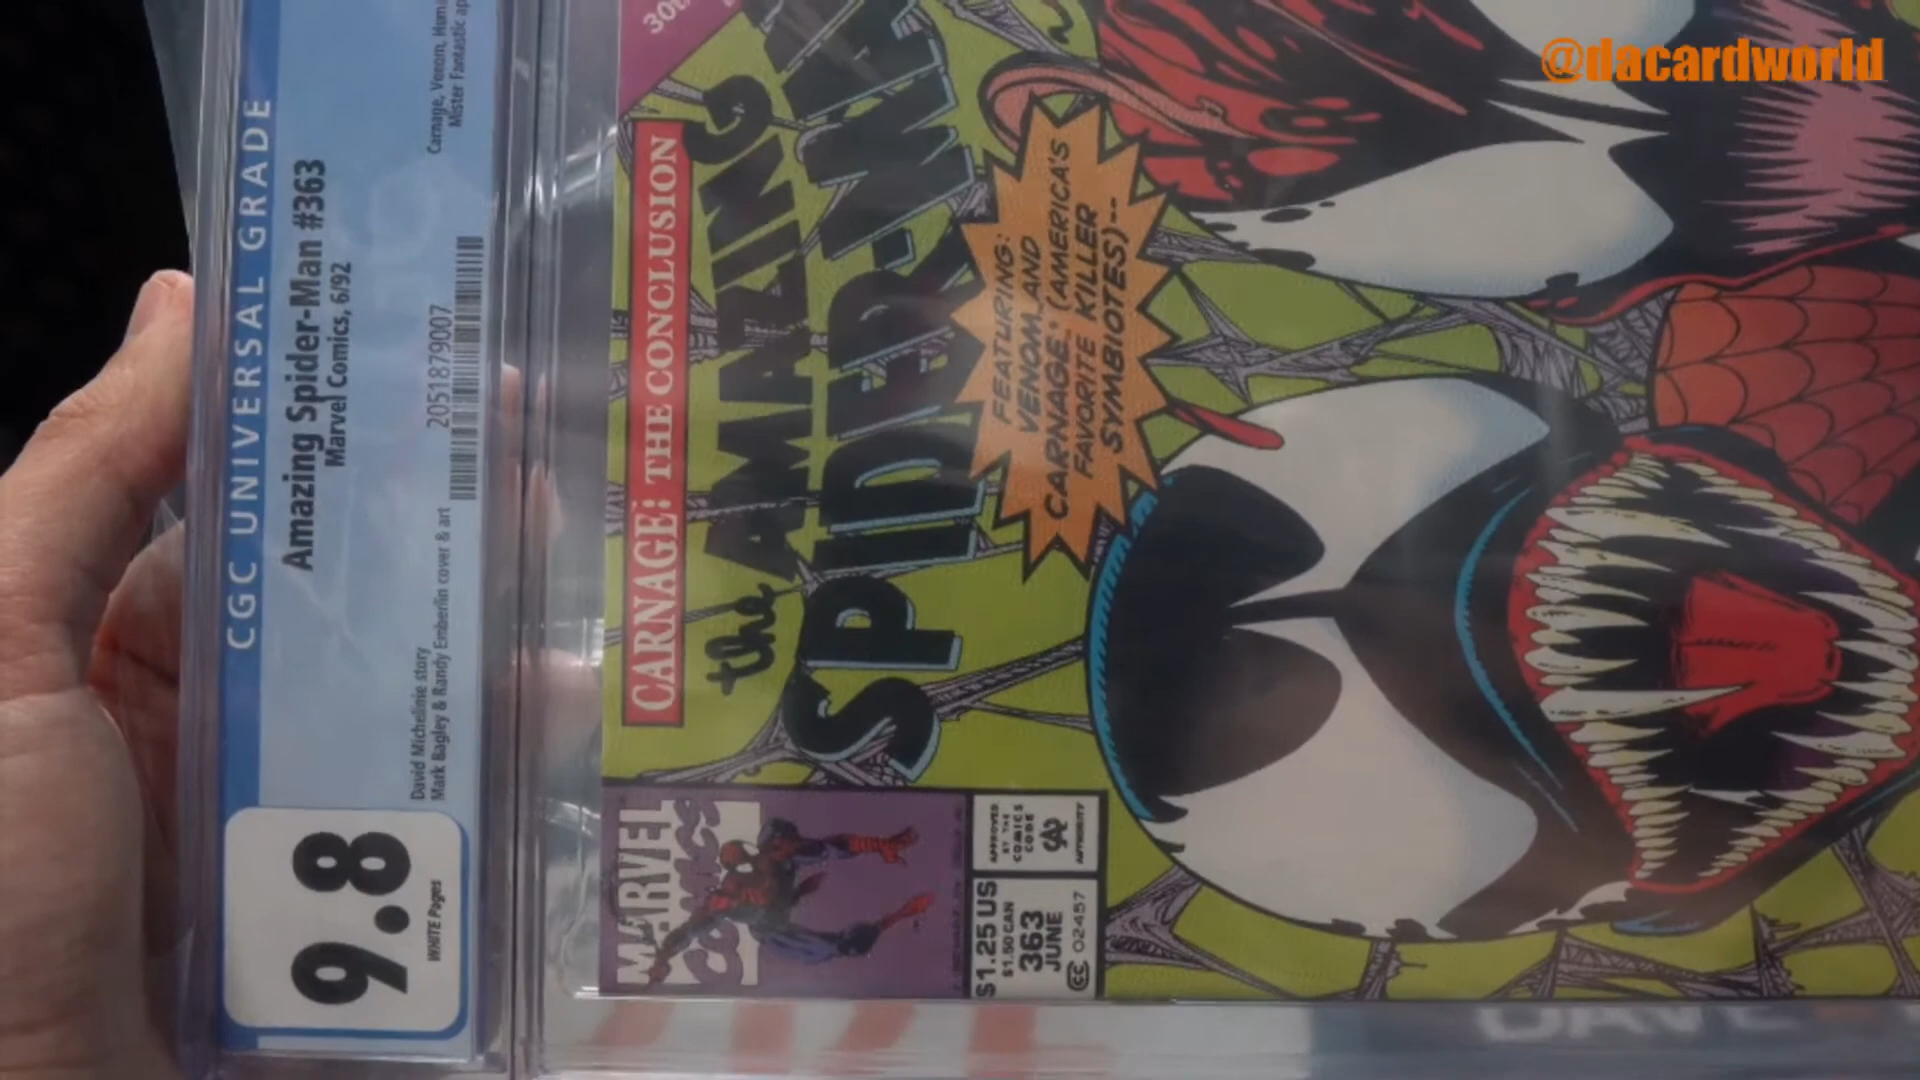 @dacardworld
CGC UNIVERSAL GRADE
Amazing Spider-Man #363
Marvel Comics, 6/92
2051879007
David Michelinie story
Mark Bagley & Randy Emberlin cover & art
Carnage, Venom,
Mister Fantastic
9.8
WHITE Pages
30th
CARNAGE: THE CONCLUSION
the AMAZING
SPIDER-MAN
FEATURING:
VENOM AND
CARNAGE. (AMERICA'S
FAVORITE KILLER
SYMBIOTES)--
MARVEL
COMICS
APPROVED
BY THE
COMICS
CODE
AUTHORITY
$1.25 US
$1.50 CAN
363
JUNE
CC 02457